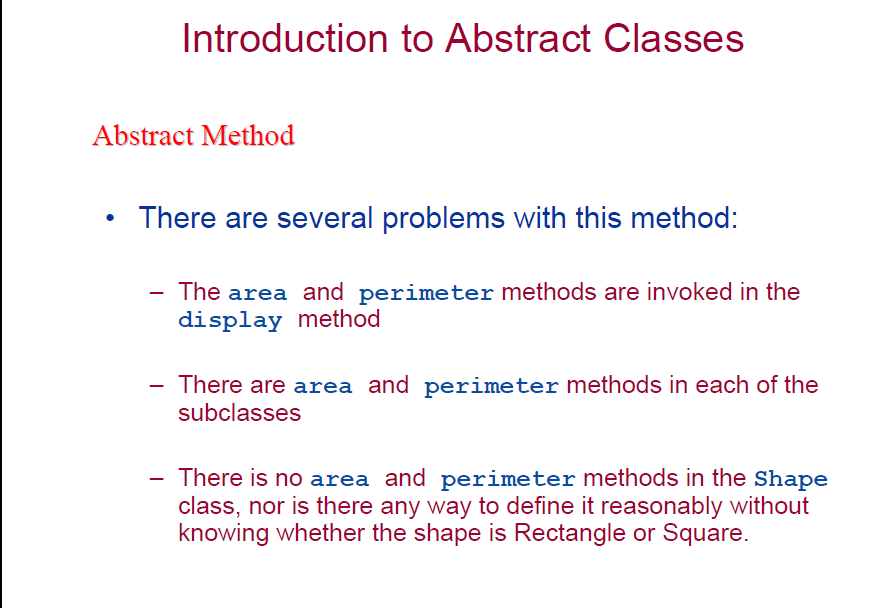 Introduction to Abstract Classes
Abstract Method
• There are several problems with this method:
– The area and perimeter methods are invoked in the
display method
– There are area and perimeter methods in each of the
subclasses
– There is no area and perimeter methods in the Shape
class, nor is there any way to define it reasonably without
knowing whether the shape is Rectangle or Square.